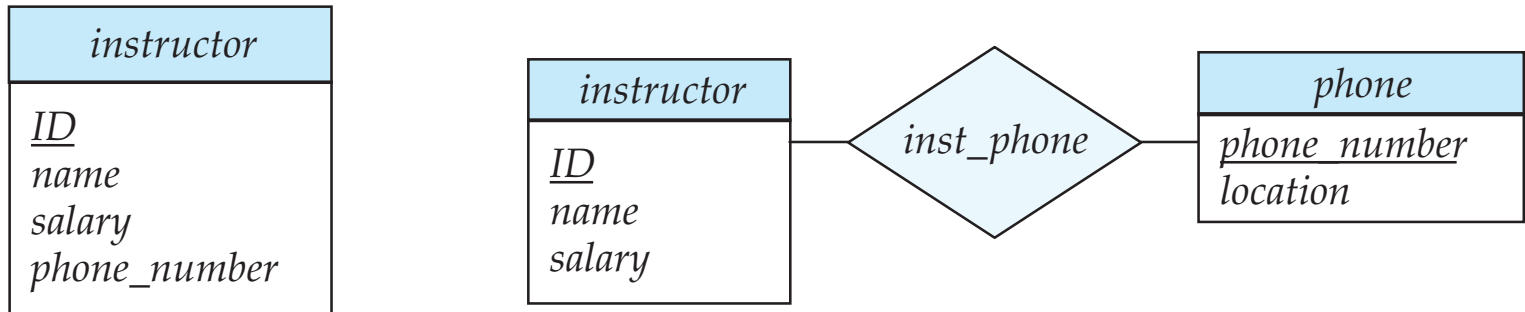 instructor
ID
name
salary
phone_number
instructor
ID
name
salary
inst_phone
phone
phone_number
location